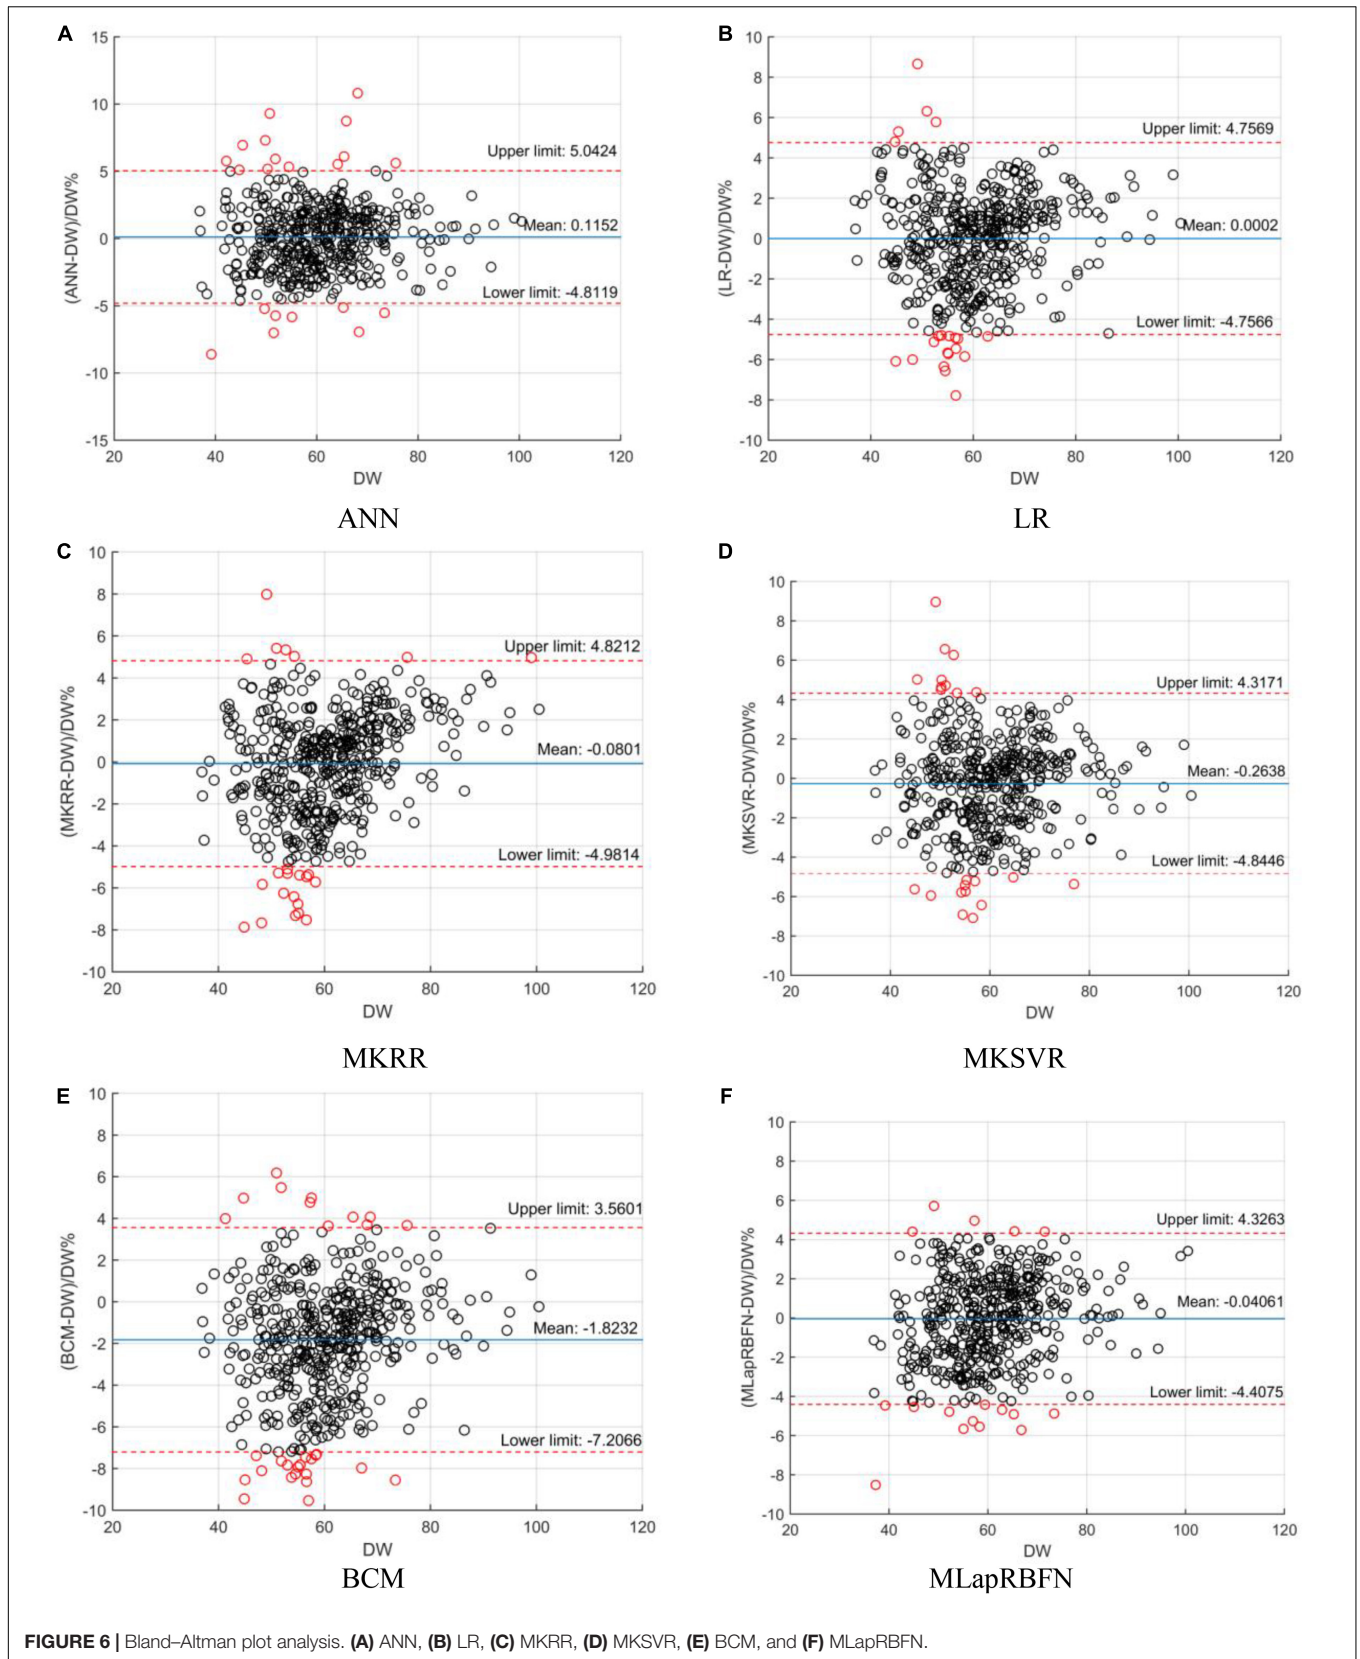 A
15
10
5
0
-5
-10
-15
(ANN-DW)/DW%
Upper limit: 5.0424
Mean: 0.1152
Lower limit: -4.8119
20 40 60 80 100 120
DW
ANN
B
10
8
6
4
2
0
-2
-4
-6
-8
-10
(LR-DW)/DW%
Upper limit: 4.7569
Mean: 0.0002
Lower limit: -4.7566
20 40 60 80 100 120
DW
LR
C
10
8
6
4
2
0
-2
-4
-6
-8
-10
(MKRR-DW)/DW%
Upper limit: 4.8212
Mean: -0.0801
Lower limit: -4.9814
20 40 60 80 100 120
DW
MKRR
D
10
8
6
4
2
0
-2
-4
-6
-8
-10
(MKSVR-DW)/DW%
Upper limit: 4.3171
Mean: -0.2638
Lower limit: -4.8446
20 40 60 80 100 120
DW
MKSVR
E
10
8
6
4
2
0
-2
-4
-6
-8
-10
(BCM-DW)/DW%
Upper limit: 3.5601
Mean: -1.8232
Lower limit: -7.2066
20 40 60 80 100 120
DW
BCM
F
10
8
6
4
2
0
-2
-4
-6
-8
-10
(MLapRBFN-DW)/DW%
Upper limit: 4.3263
Mean: -0.04061
Lower limit: -4.4075
20 40 60 80 100 120
DW
MLapRBFN
FIGURE 6 | Bland–Altman plot analysis. (A) ANN, (B) LR, (C) MKRR, (D) MKSVR, (E) BCM, and (F) MLapRBFN.